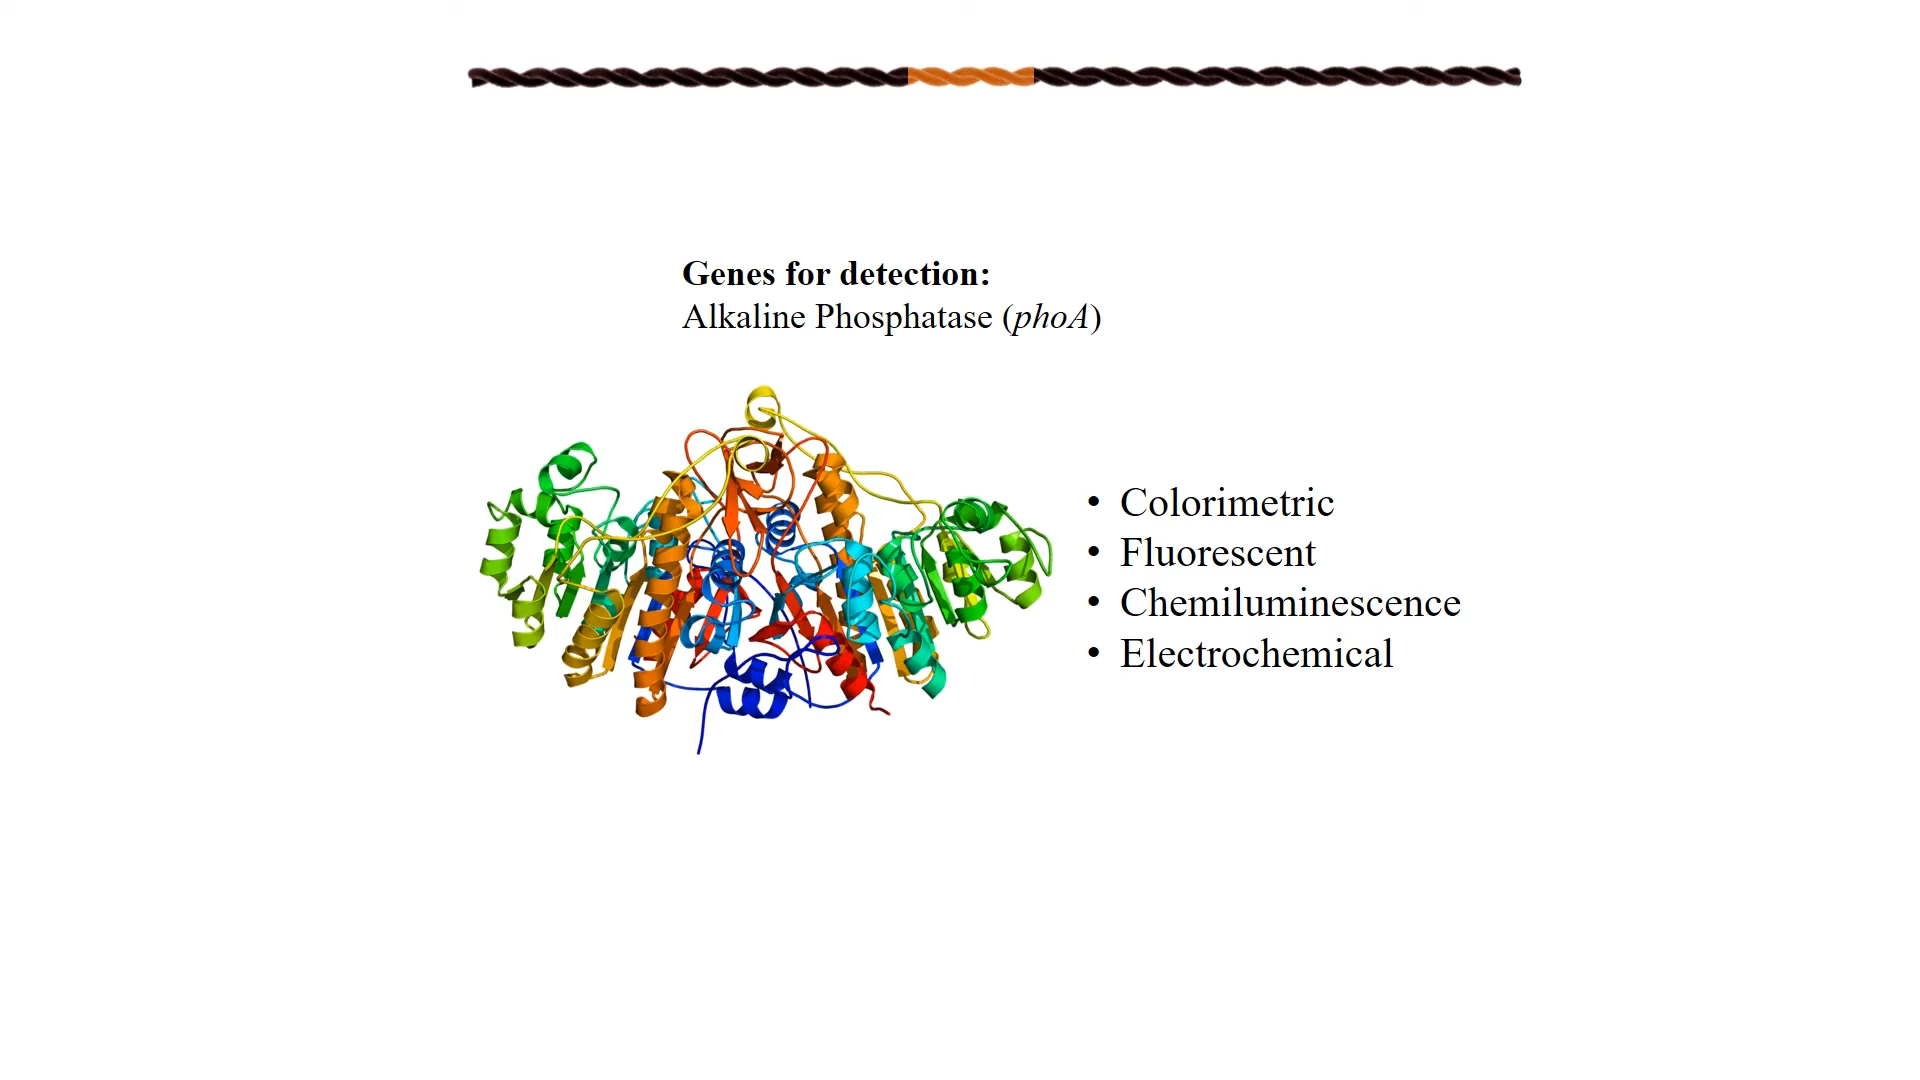 Genes for detection:
Alkaline Phosphatase (phoA)
• Colorimetric
• Fluorescent
• Chemiluminescence
• Electrochemical